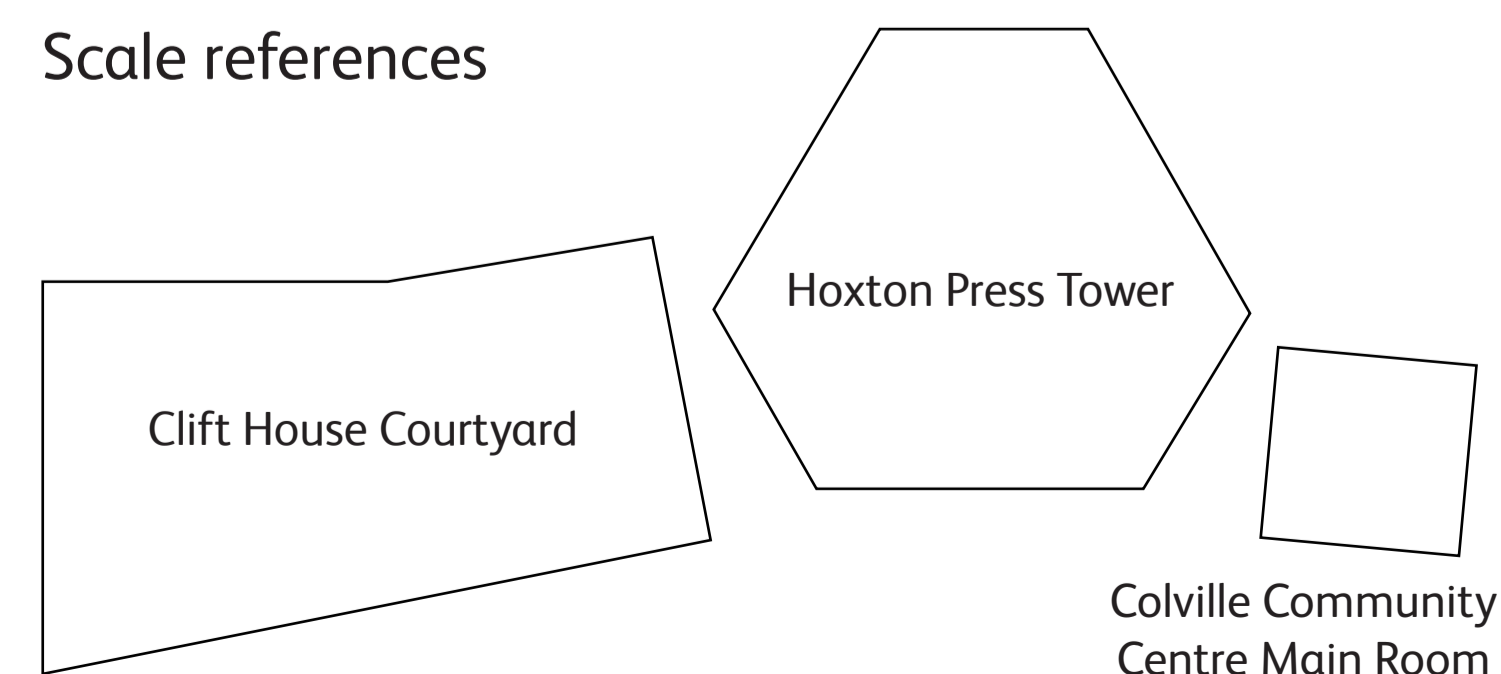 Scale references
Hoxton Press Tower
Clift House Courtyard
Colville Community
Centre Main Room